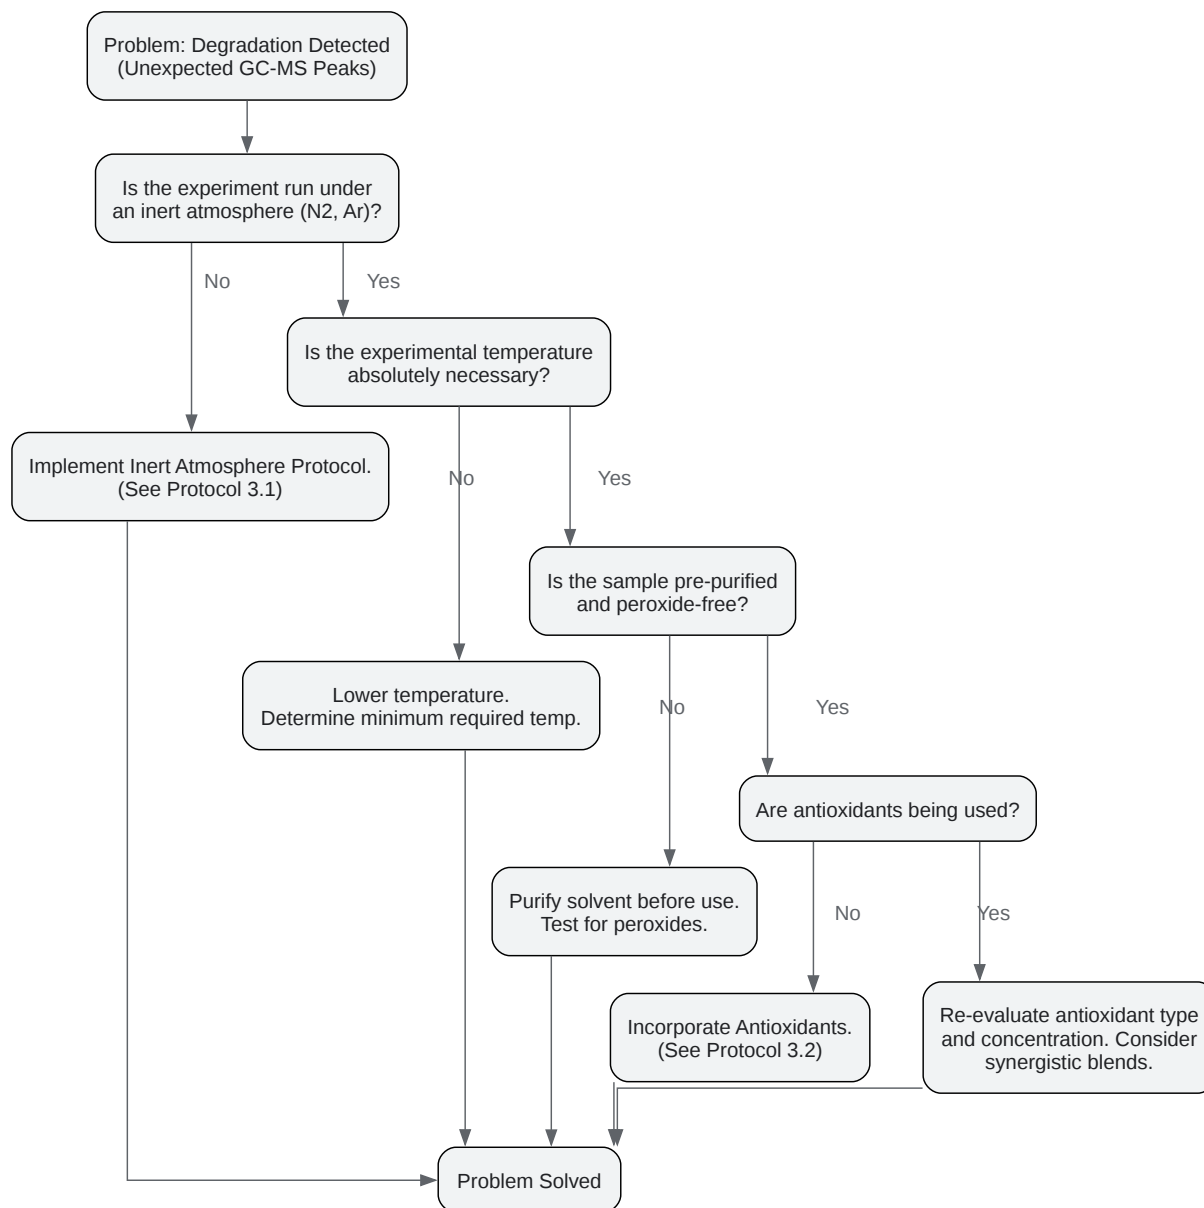 Problem: Degradation Detected
(Unexpected GC-MS Peaks)
Is the experiment run under
an inert atmosphere (N2, Ar)?
No
Yes
Is the experimental temperature
absolutely necessary?
Implement Inert Atmosphere Protocol.
(See Protocol 3.1)
No
Yes
Is the sample pre-purified
and peroxide-free?
Lower temperature.
Determine minimum required temp.
No
Yes
Are antioxidants being used?
Purify solvent before use.
Test for peroxides.
No
Yes
Incorporate Antioxidants.
(See Protocol 3.2)
Re-evaluate antioxidant type
and concentration. Consider
synergistic blends.
Problem Solved